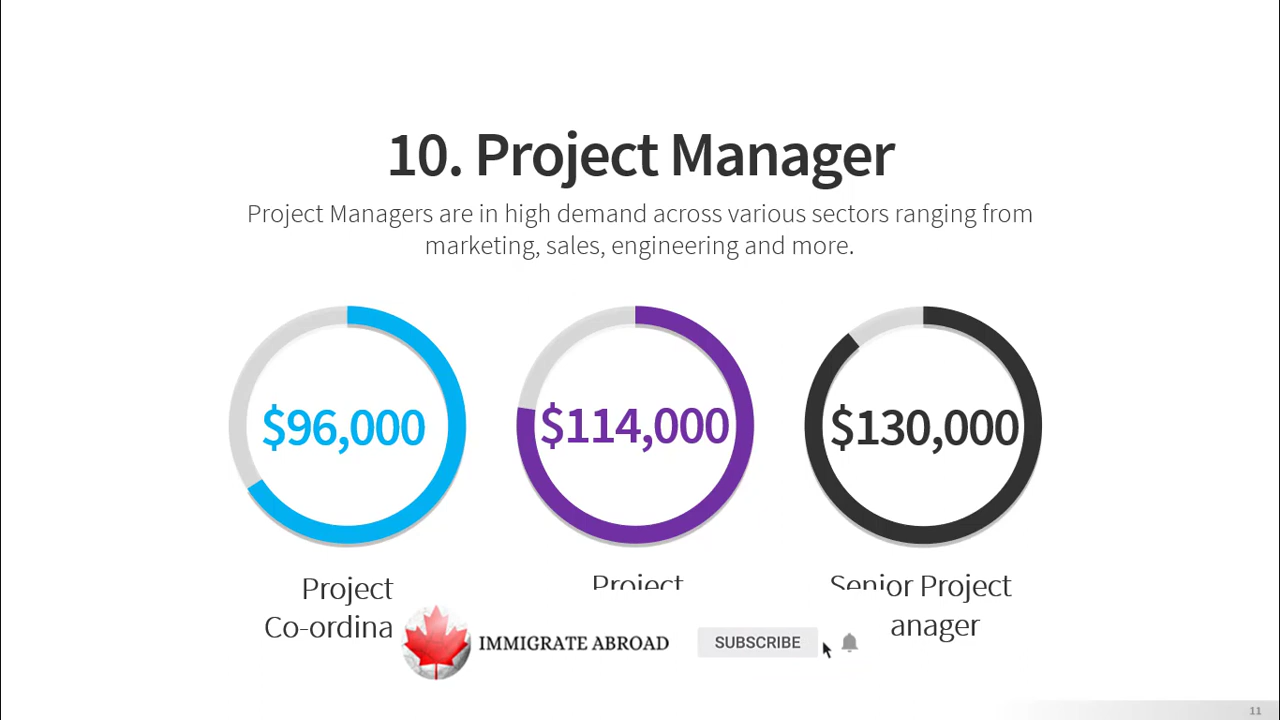 10. Project Manager
Project Managers are in high demand across various sectors ranging from
marketing, sales, engineering and more.
$96,000
$114,000
$130,000
Project
Co-ordina
Project
Senior Project
anager
IMMIGRATE ABROAD
SUBSCRIBE
11